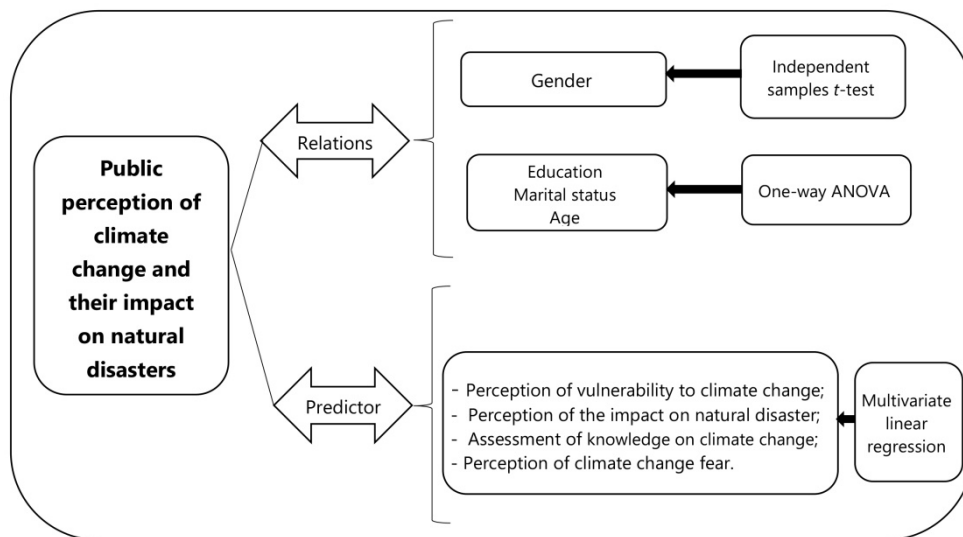 Public
perception of
climate
change and
their impact
on natural
disasters
Relations
Gender
Independent
samples t-test
Education
Marital status
Age
One-way ANOVA
Predictor
- Perception of vulnerability to climate change;
- Perception of the impact on natural disaster;
- Assessment of knowledge on climate change;
- Perception of climate change fear.
Multivariate
linear
regression